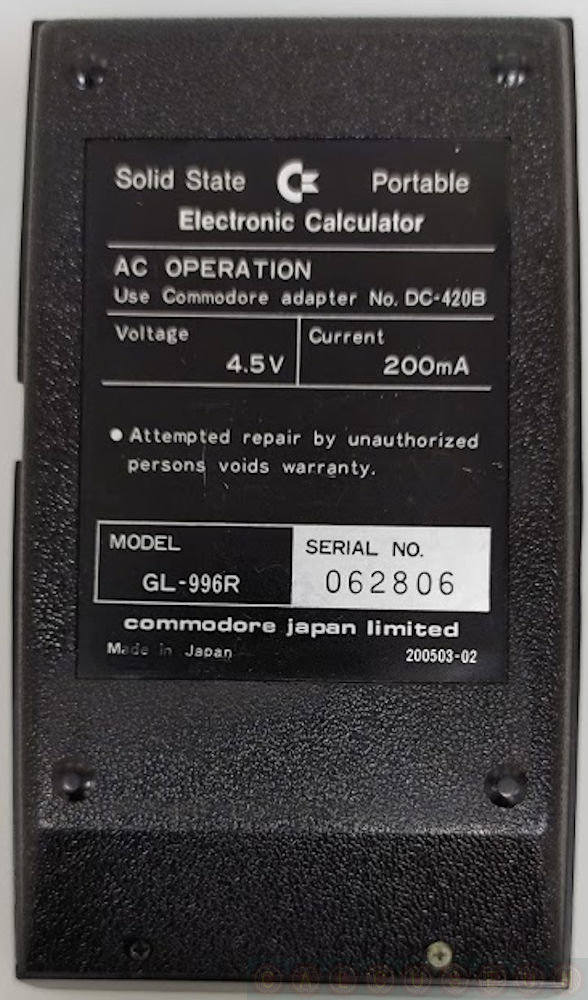 Solid State Portable
Electronic Calculator
AC OPERATION
Use Commodore adapter No. DC-420B
Voltage Current
4.5V 200mA
• Attempted repair by unauthorized
persons voids warranty.
MODEL SERIAL NO.
GL-996R 062806
commodore japan limited
Made in Japan 200503-02